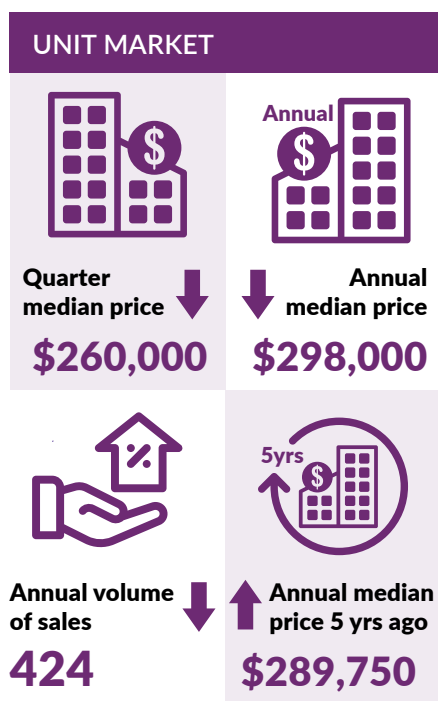 UNIT MARKET
$
Annual
$
Quarter
median price
$260,000
Annual
median price
$298,000
%
5yrs
$
Annual volume
of sales
424
Annual median
price 5 yrs ago
$289,750